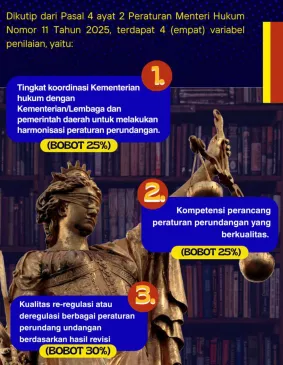 Dikutip dari Pasal 4 ayat 2 Peraturan Menteri Hukum
Nomor 11 Tahun 2025, terdapat 4 (empat) variabel
penilaian, yaitu:
1.
Tingkat koordinasi Kementerian
hukum dengan
Kementerian/Lembaga dan
pemerintah daerah untuk melakukan
harmonisasi peraturan perundangan.
(BOBOT 25%)
2.
Kompetensi perancang
peraturan perundangan yang
berkualitas.
(BOBOT 25%)
3.
Kualitas re-regulasi atau
deregulasi berbagai peraturan
perundang undangan
berdasarkan hasil revisi
(BOBOT 30%)